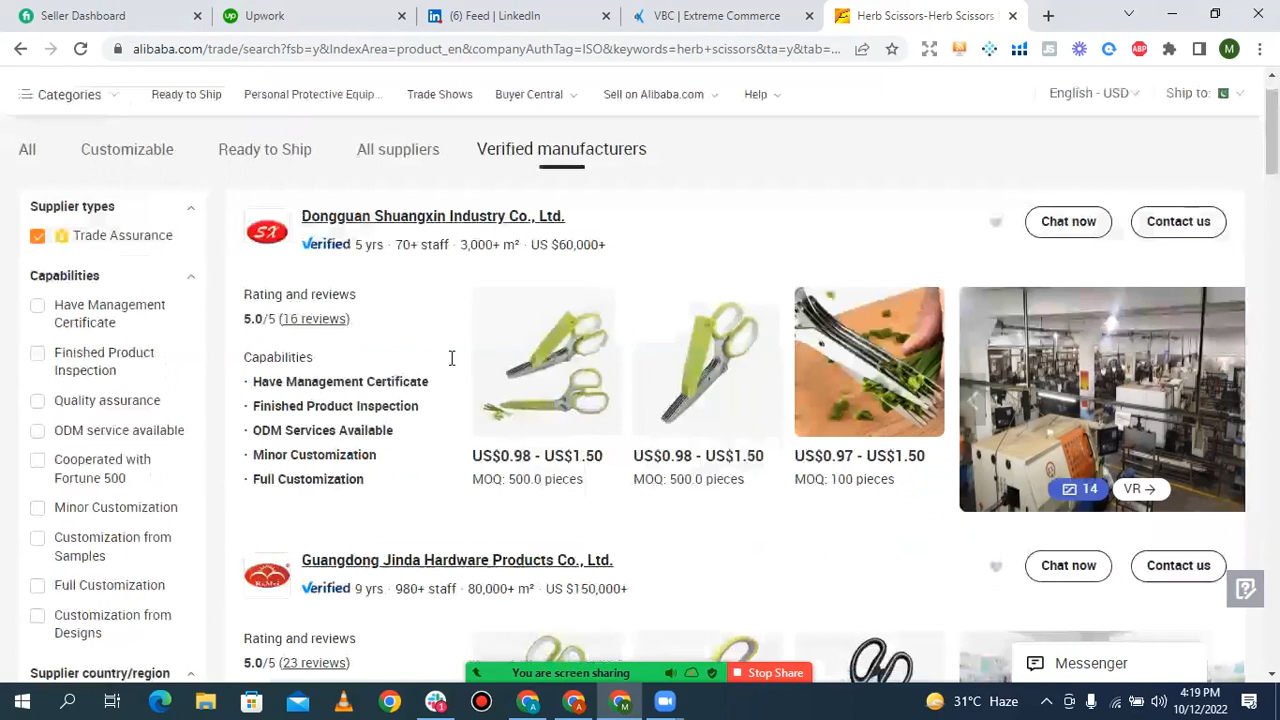 Seller Dashboard
Upwork
(6) Feed | LinkedIn
VBC | Extreme Commerce
Herb Scissors-Herb Scissors
alibaba.com/trade/search?fsb=y&IndexArea=product_en&companyAuthTag=ISO&keywords=herb+scissors&ta=y&tab=...
JS
ABP
M
Categories
Ready to Ship
Personal Protective Equip...
Trade Shows
Buyer Central
Sell on Alibaba.com
Help
English - USD
Ship to:
All
Customizable
Ready to Ship
All suppliers
Verified manufacturers
Supplier types
Trade Assurance
Capabilities
Have Management
Certificate
Finished Product
Inspection
Quality assurance
ODM service available
Cooperated with
Fortune 500
Minor Customization
Customization from
Samples
Full Customization
Customization from
Designs
Supplier country/region
SX
Dongguan Shuangxin Industry Co., Ltd.
Verified 5 yrs · 70+ staff · 3,000+ m² · US $60,000+
Chat now
Contact us
Rating and reviews
5.0/5 (16 reviews)
Capabilities
· Have Management Certificate
· Finished Product Inspection
· ODM Services Available
· Minor Customization
· Full Customization
US$0.98 - US$1.50
MOQ: 500.0 pieces
US$0.98 - US$1.50
MOQ: 500.0 pieces
US$0.97 - US$1.50
MOQ: 100 pieces
14
VR
Guangdong Jinda Hardware Products Co., Ltd.
Verified 9 yrs · 980+ staff · 80,000+ m² · US $150,000+
Chat now
Contact us
Rating and reviews
5.0/5 (23 reviews)
Messenger
You are screen sharing
Stop Share
31°C Haze
4:19 PM
10/12/2022